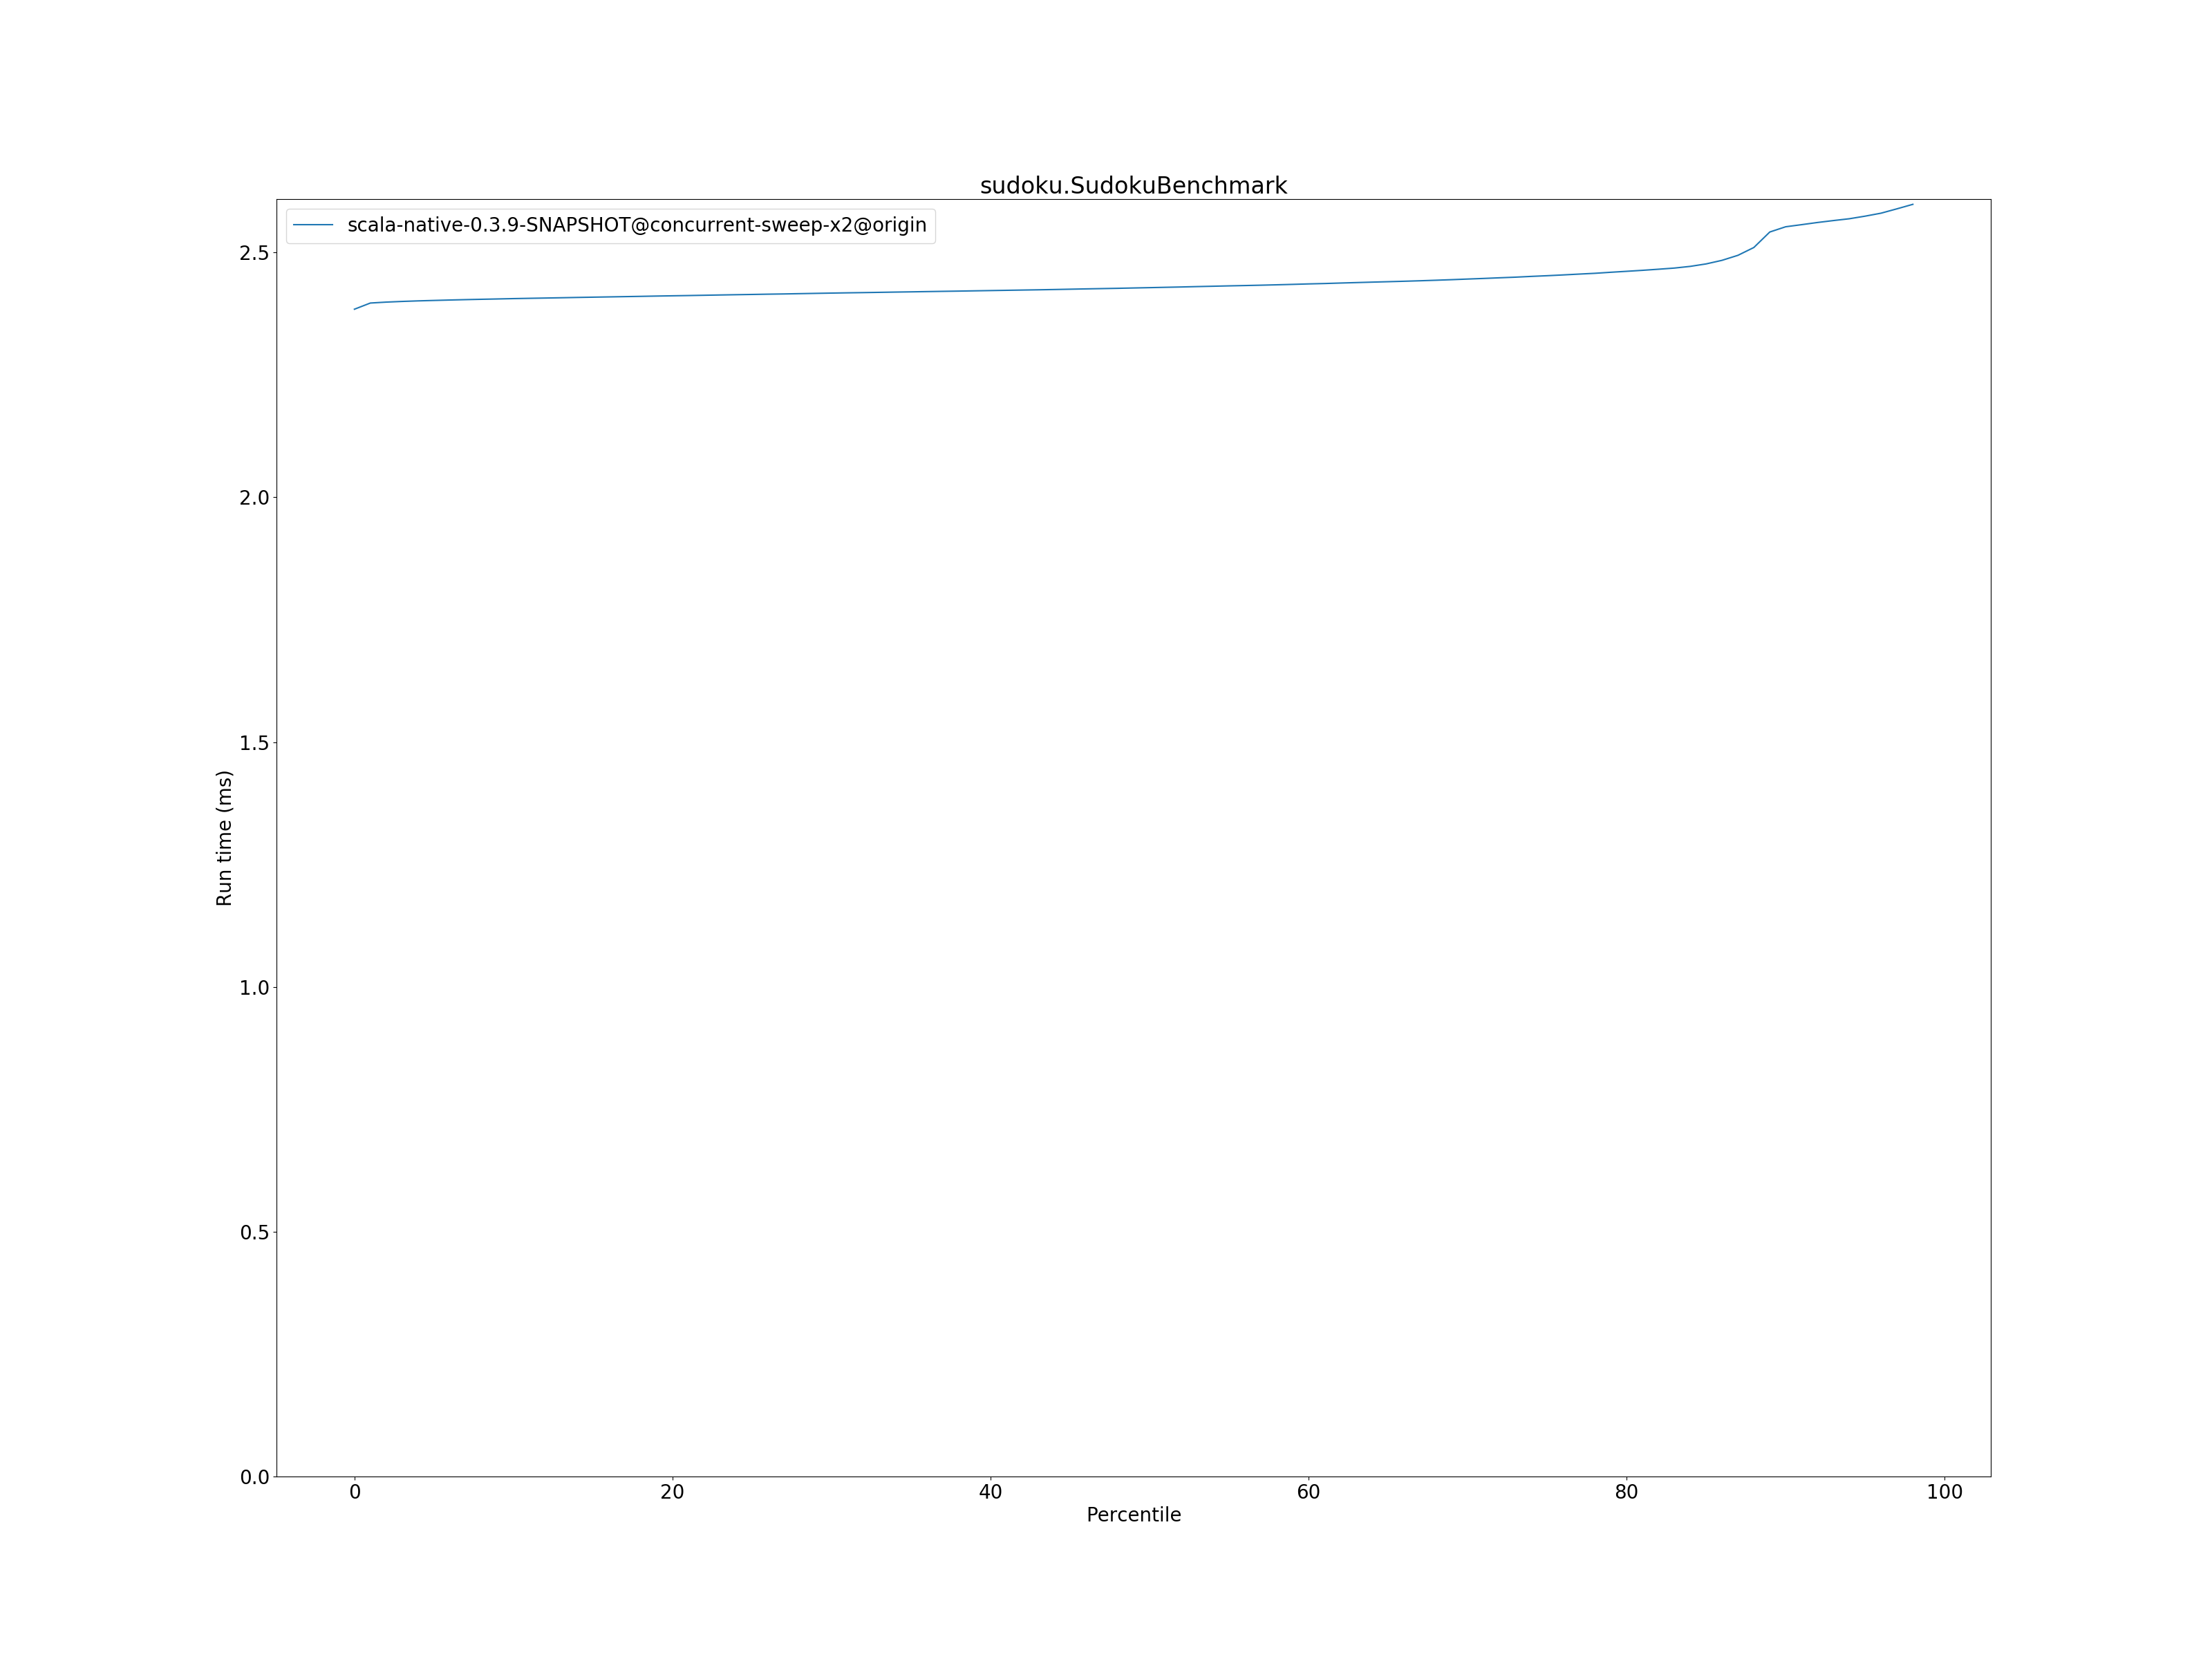 sudoku.SudokuBenchmark
scala-native-0.3.9-SNAPSHOT@concurrent-sweep-x2@origin
2.5
2.0
1.5
1.0
0.5
0.0
Run time (ms)
0 20 40 60 80 100
Percentile